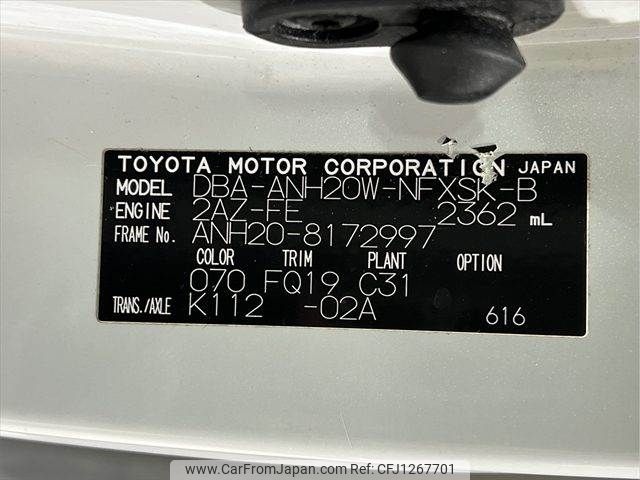 TOYOTA MOTOR CORPORATION JAPAN
MODEL DBA-ANH20W-NFXSK-B
ENGINE 2AZ-FE 2362 mL
FRAME No. ANH20-8172997
COLOR TRIM PLANT OPTION
070 FQ19 C31
TRANS./AXLE K112 -02A 616
www.CarFromJapan.com © CFJ1267701